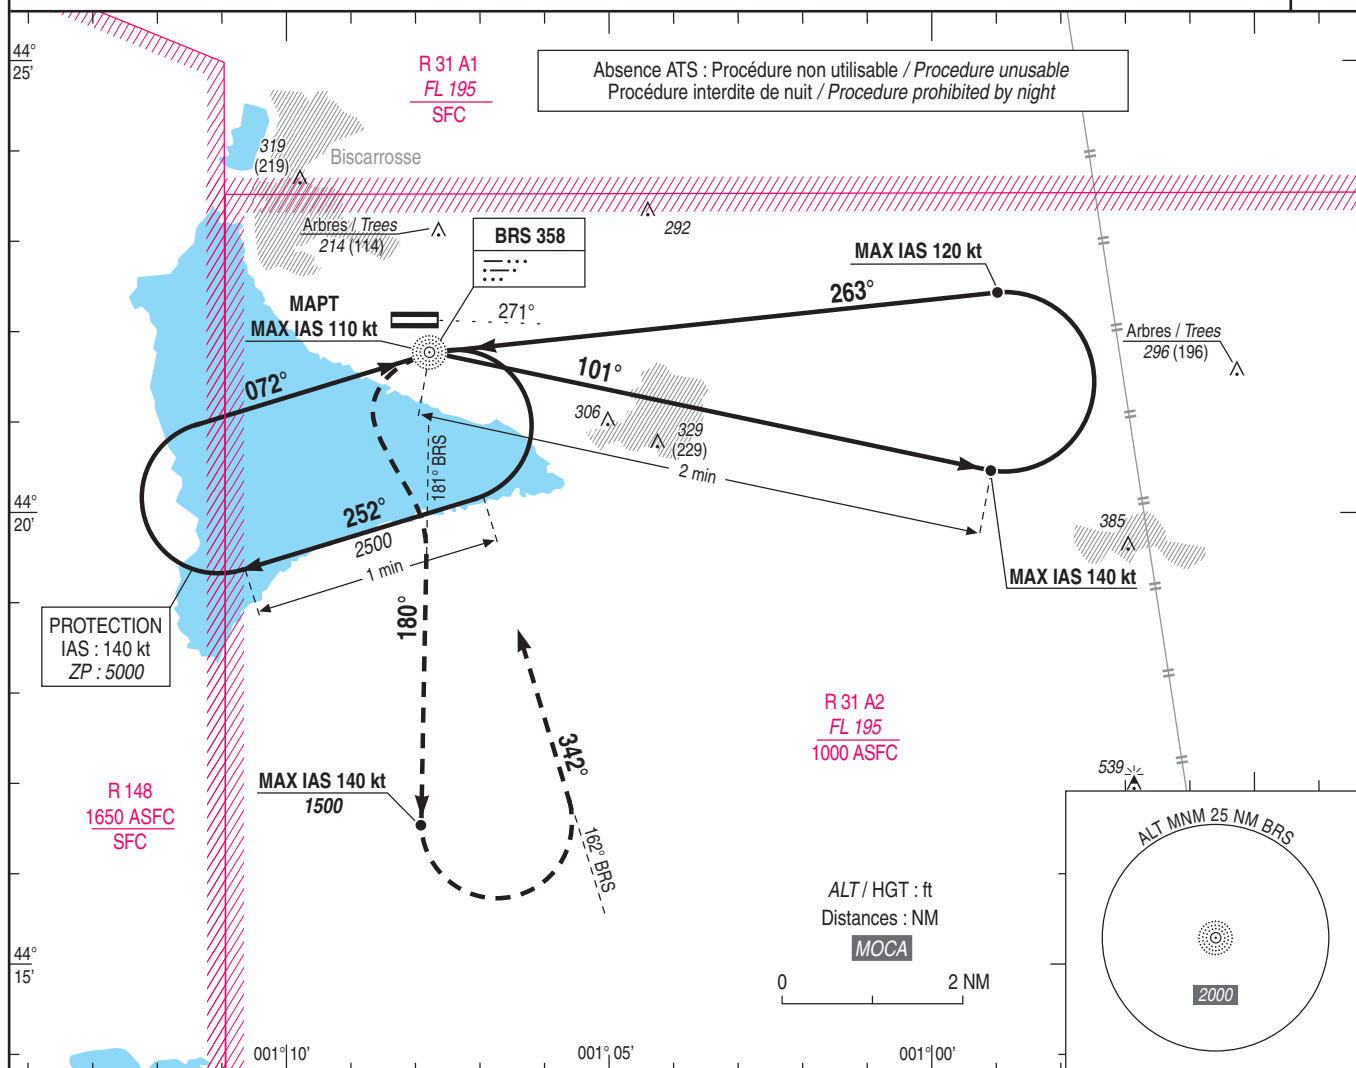 44°
25'
R 31 A1
FL 195
SFC
Absence ATS : Procédure non utilisable / Procedure unusable
Procédure interdite de nuit / Procedure prohibited by night
319
(219)
Biscarrosse
Arbres / Trees
214 (114)
292
BRS 358
MAX IAS 120 kt
MAPT
MAX IAS 110 kt
271°
263°
Arbres / Trees
296 (196)
072°
101°
306
329
(229)
2 min
181° BRS
44°
20'
252°
2500
1 min
385
MAX IAS 140 kt
PROTECTION
IAS : 140 kt
ZP : 5000
180°
342°
R 31 A2
FL 195
1000 ASFC
539
R 148
1650 ASFC
SFC
MAX IAS 140 kt
1500
162° BRS
ALT MNM 25 NM BRS
2000
ALT / HGT : ft
Distances : NM
MOCA
0
2 NM
44°
15'
001° 10'
001° 05'
001° 00'